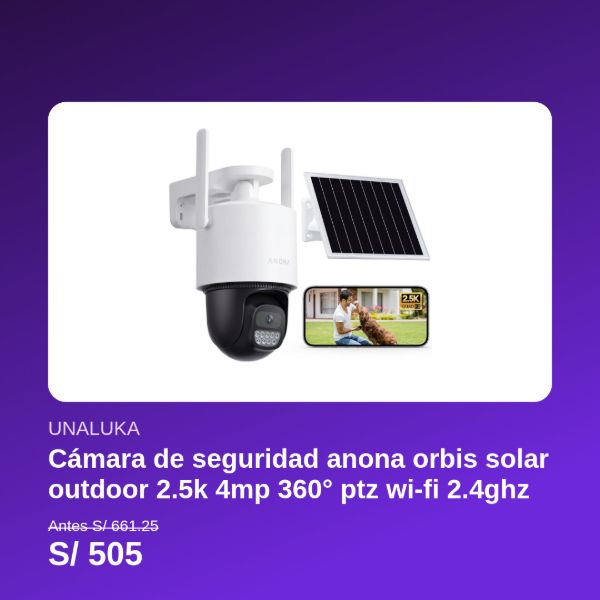 ANONA
2.5K
UNALUKA
Cámara de seguridad anona orbis solar
outdoor 2.5k 4mp 360° ptz wi-fi 2.4ghz
Antes S/ 661.25
S/ 505